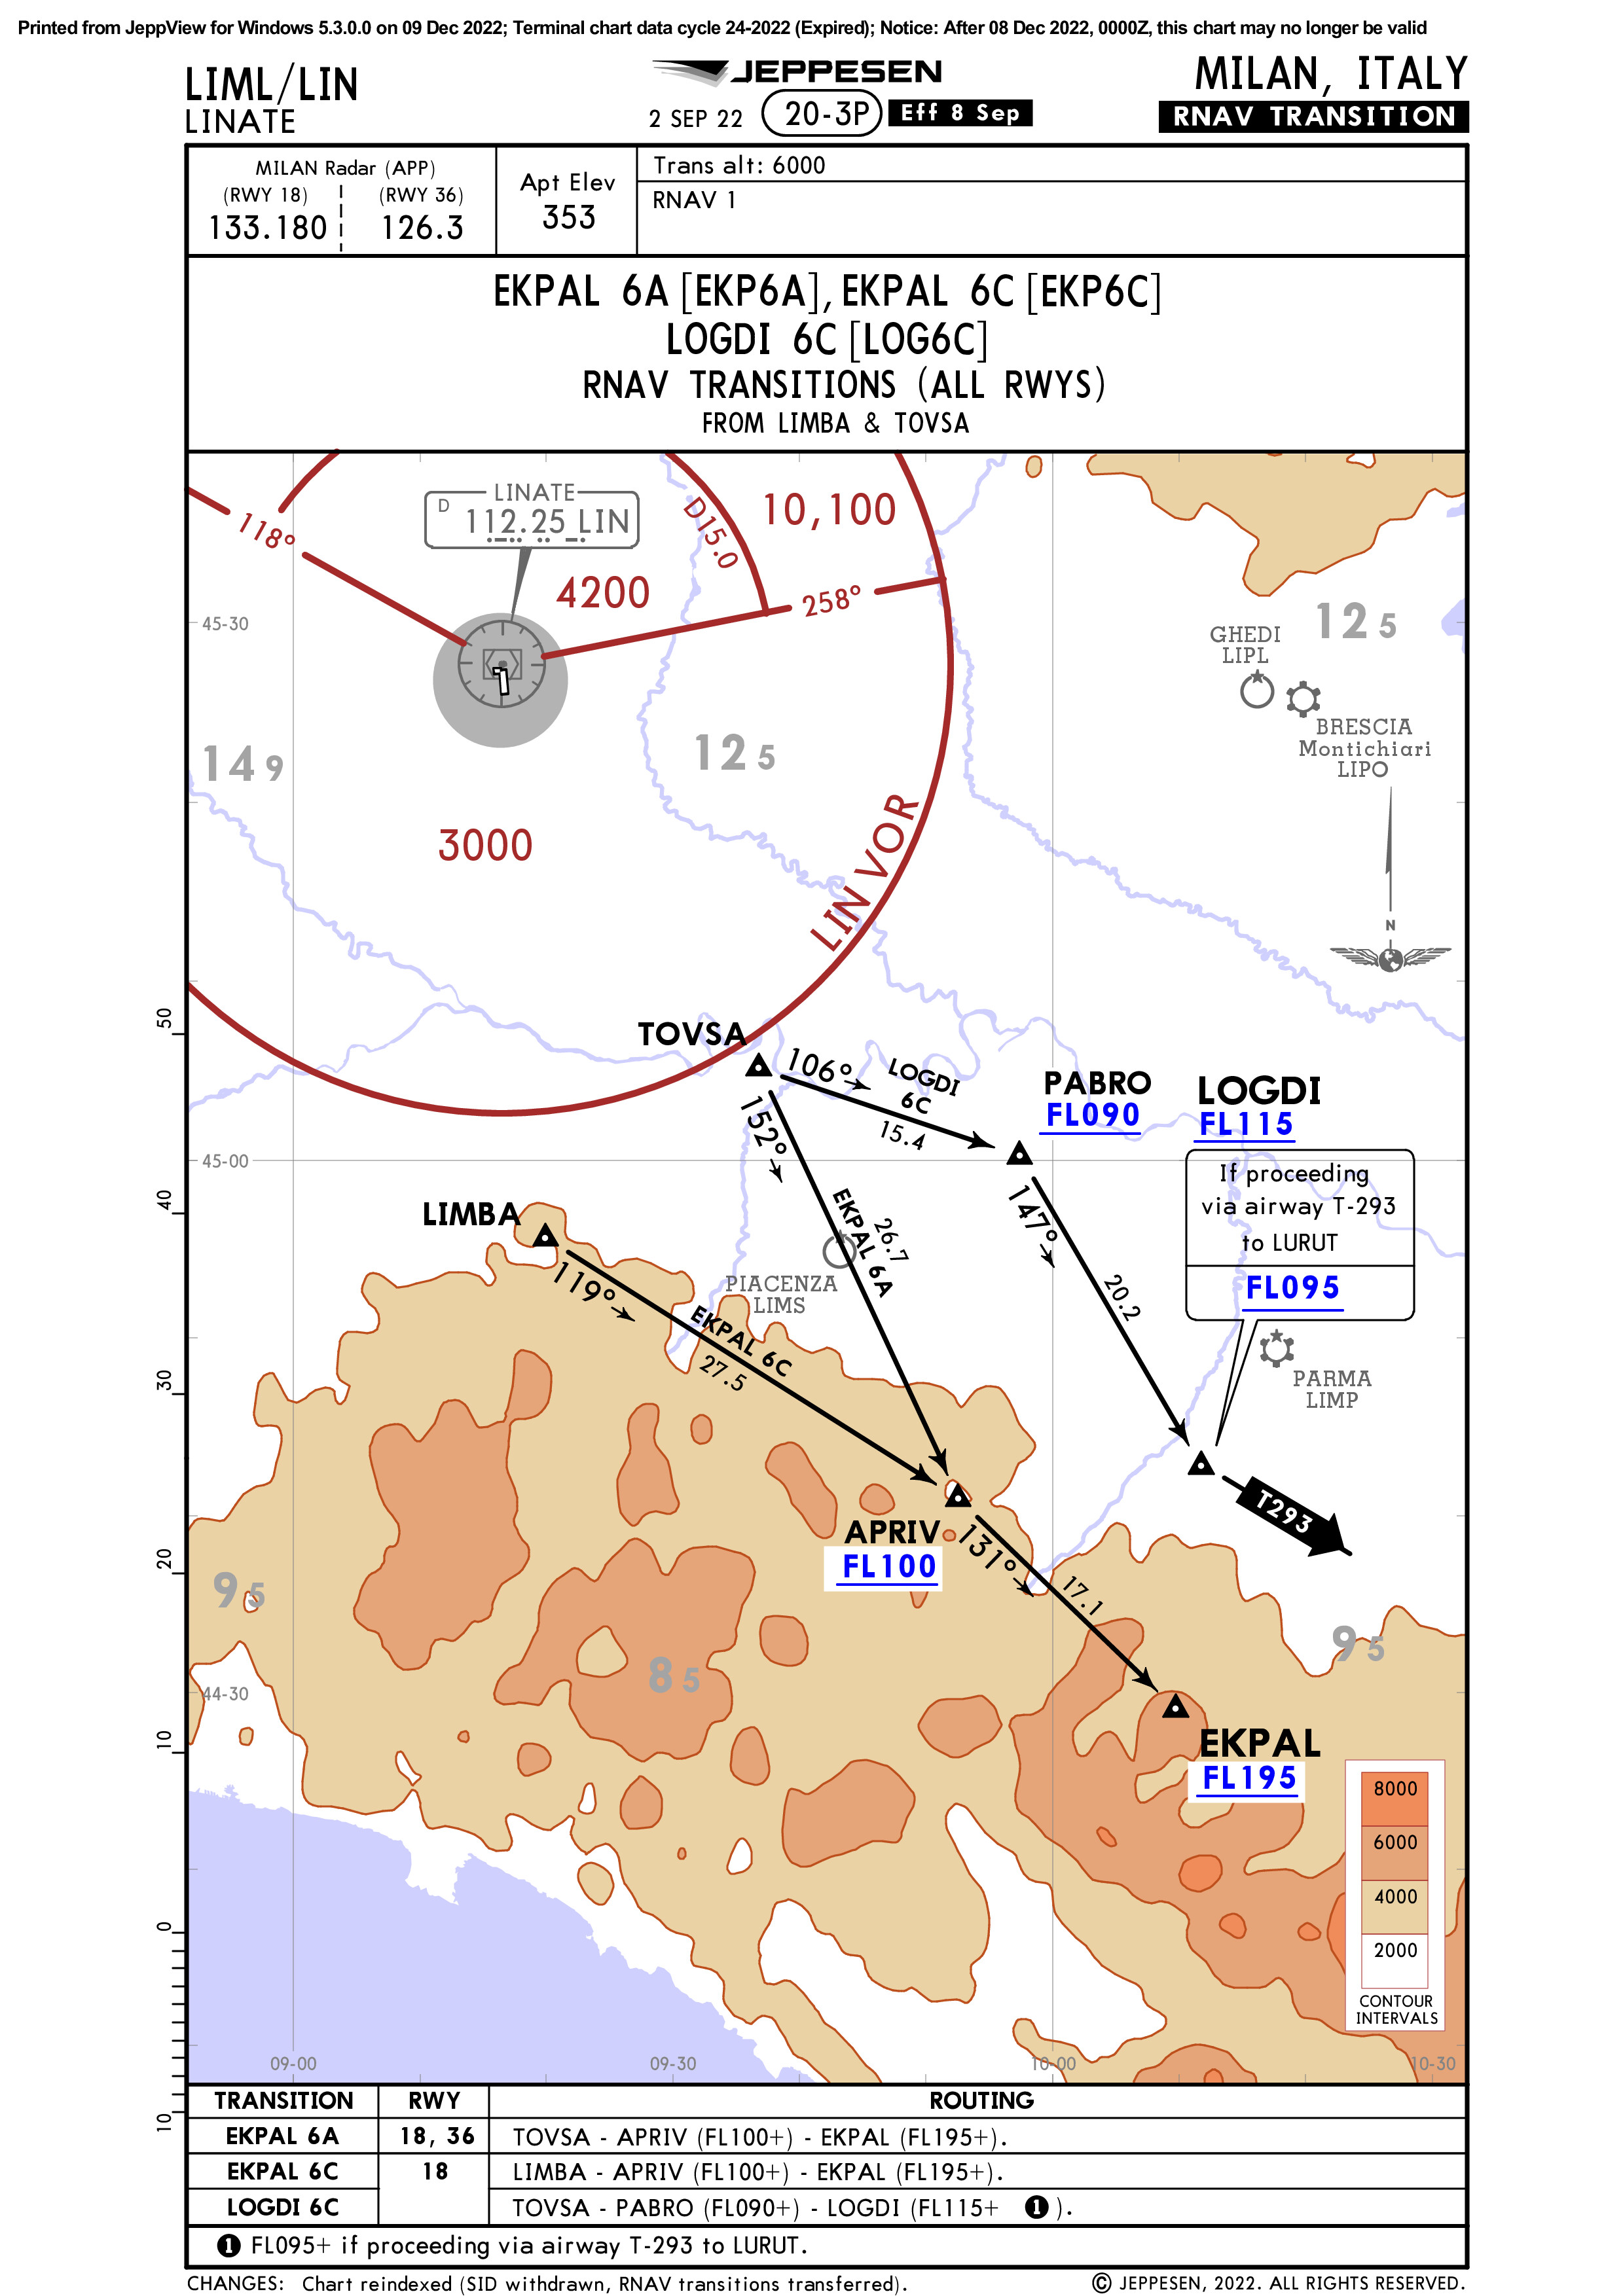 Printed from JeppView for Windows 5.3.0.0 on 09 Dec 2022; Terminal chart data cycle 24-2022 (Expired); Notice: After 08 Dec 2022, 0000Z, this chart may no longer be valid
LIML/LIN
LINATE
JEPPESEN
2 SEP 22
20-3P
Eff 8 Sep
MILAN, ITALY
RNAV TRANSITION
MILAN Radar (APP)
(RWY 18)
133.180
(RWY 36)
126.3
Apt Elev
353
Trans alt: 6000
RNAV 1
EKPAL 6A [EKP6A], EKPAL 6C [EKP6C]
LOGDI 6C [LOG6C]
RNAV TRANSITIONS (ALL RWYS)
FROM LIMBA & TOVSA
118°
LINATE
D 112.25 LIN
D15.0
10,100
4200
258°
45-30
125
GHEDI
LIPL
BRESCIA
Montichiari
LIPO
149
125
3000
LIN VOR
N
50
TOVSA
106°
LOGDI
6C
15.4
PABRO
FL090
LOGDI
FL115
152°
45-00
If proceeding
via airway T-293
to LURUT
FL095
40
LIMBA
119°
EKPAL 6A
26.7
147°
20.2
PIACENZA
LIMS
EKPAL 6C
27.5
PARMA
LIMP
30
T293
APRIV
FL100
131°
17.1
20
95
95
85
44-30
10
EKPAL
FL195
8000
6000
4000
2000
CONTOUR
INTERVALS
0
09-00
09-30
10-00
10-30
10
TRANSITION RWY ROUTING
EKPAL 6A 18, 36 TOVSA - APRIV (FL100+) - EKPAL (FL195+).
EKPAL 6C 18 LIMBA - APRIV (FL100+) - EKPAL (FL195+).
LOGDI 6C TOVSA - PABRO (FL090+) - LOGDI (FL115+ ❶ ).
❶ FL095+ if proceeding via airway T-293 to LURUT.
CHANGES: Chart reindexed (SID withdrawn, RNAV transitions transferred).
© JEPPESEN, 2022. ALL RIGHTS RESERVED.